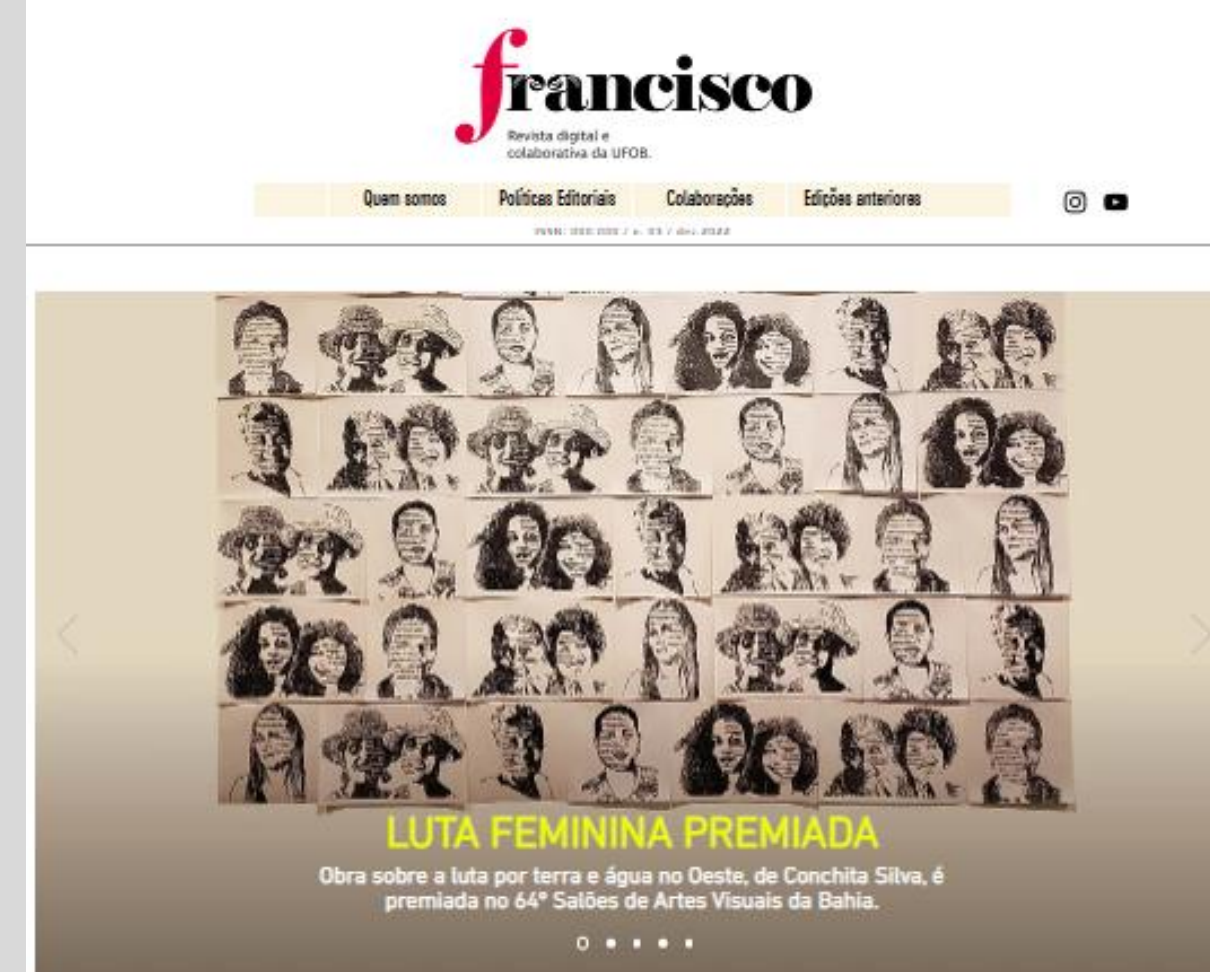 francisco
Revista digital e
colaborativa da UFOB.
Quem somos
Políticas Editoriais
Colaborações
Edições anteriores
LUTA FEMININA PREMIADA
Obra sobre a luta por terra e água no Oeste, de Conchita Silva, é
premiada no 64° Salões de Artes Visuais da Bahia.